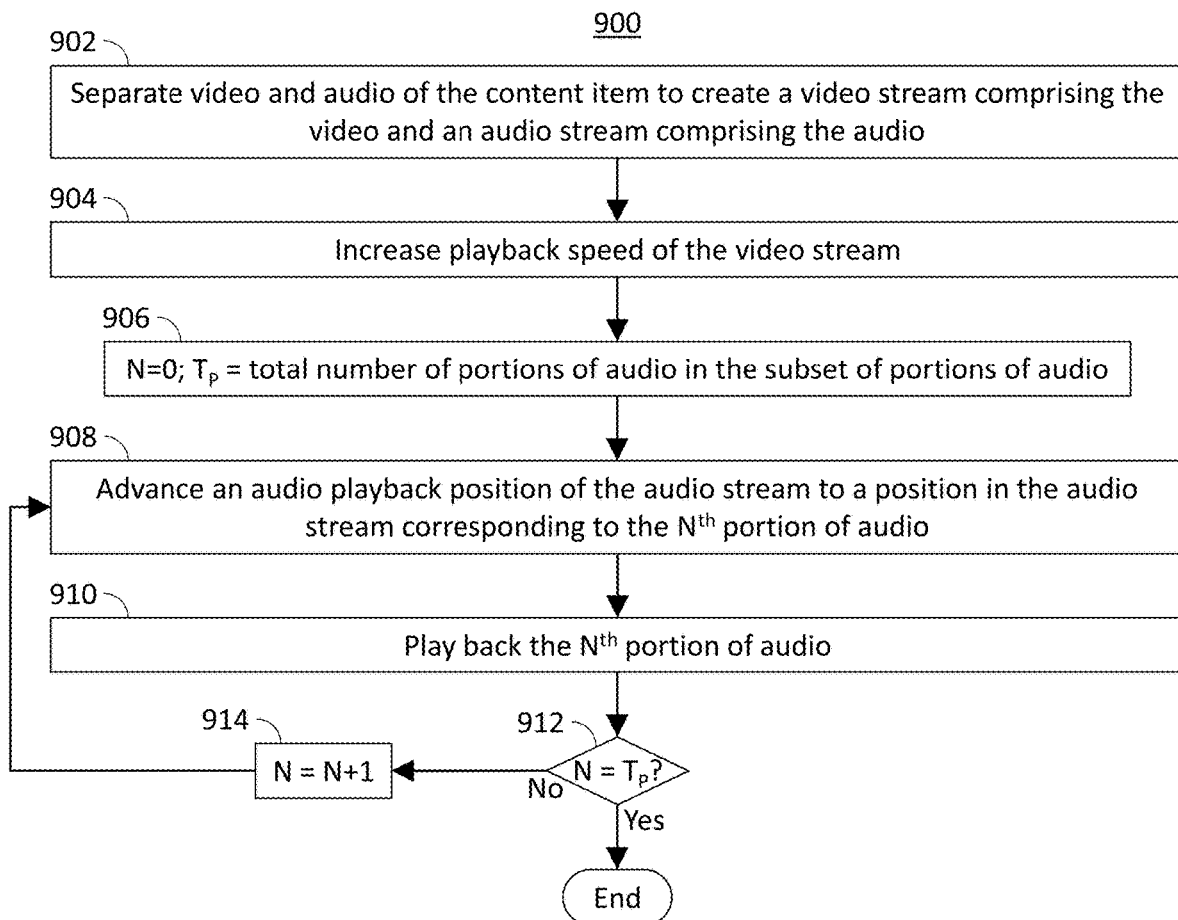 900
902
Separate video and audio of the content item to create a video stream comprising the
video and an audio stream comprising the audio
904
Increase playback speed of the video stream
906
N=0; Tₚ = total number of portions of audio in the subset of portions of audio
908
Advance an audio playback position of the audio stream to a position in the audio
stream corresponding to the Nᵗʰ portion of audio
910
Play back the Nᵗʰ portion of audio
914
912
N = N+1
N = Tₚ?
No
Yes
End